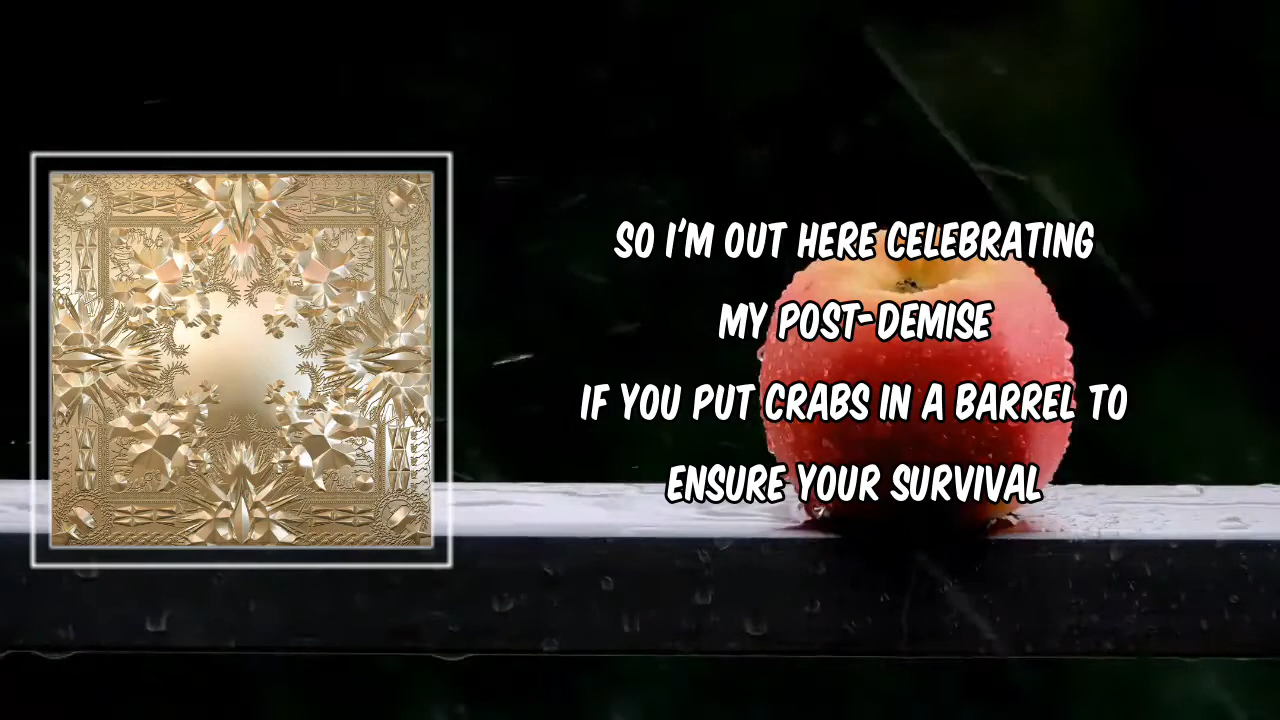 SO I'M OUT HERE CELEBRATING
MY POST-DEMISE
IF YOU PUT CRABS IN A BARREL TO
ENSURE YOUR SURVIVAL